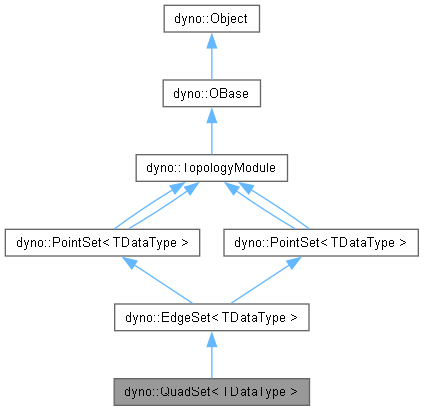 dyno::Object
dyno::OBase
dyno::TopologyModule
dyno::PointSet< TDataType >
dyno::PointSet< TDataType >
dyno::EdgeSet< TDataType >
dyno::QuadSet< TDataType >